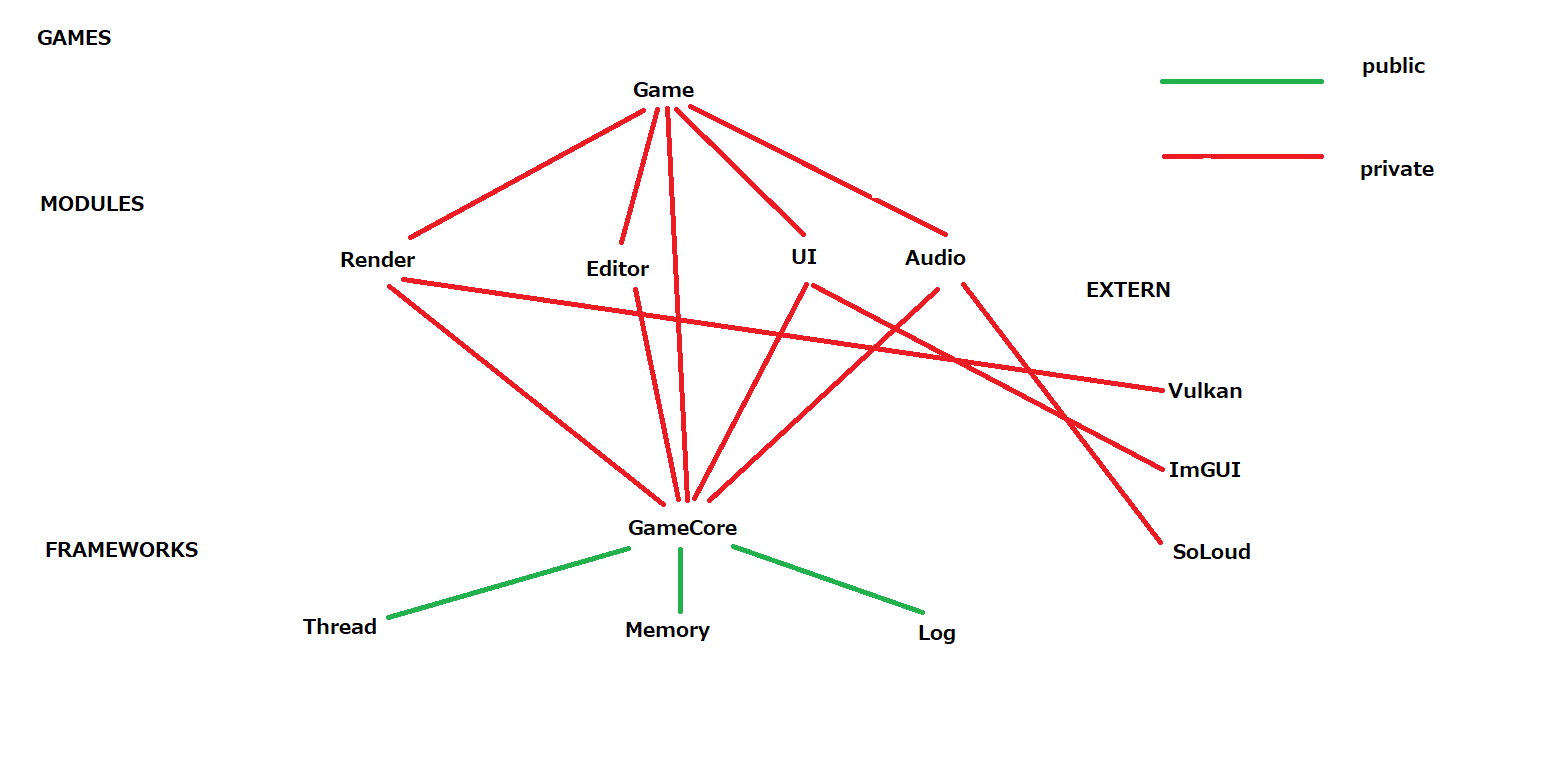 GAMES
public
Game
private
MODULES
Render
Editor
UI
Audio
EXTERN
Vulkan
ImGUI
GameCore
FRAMEWORKS
SoLoud
Thread
Memory
Log